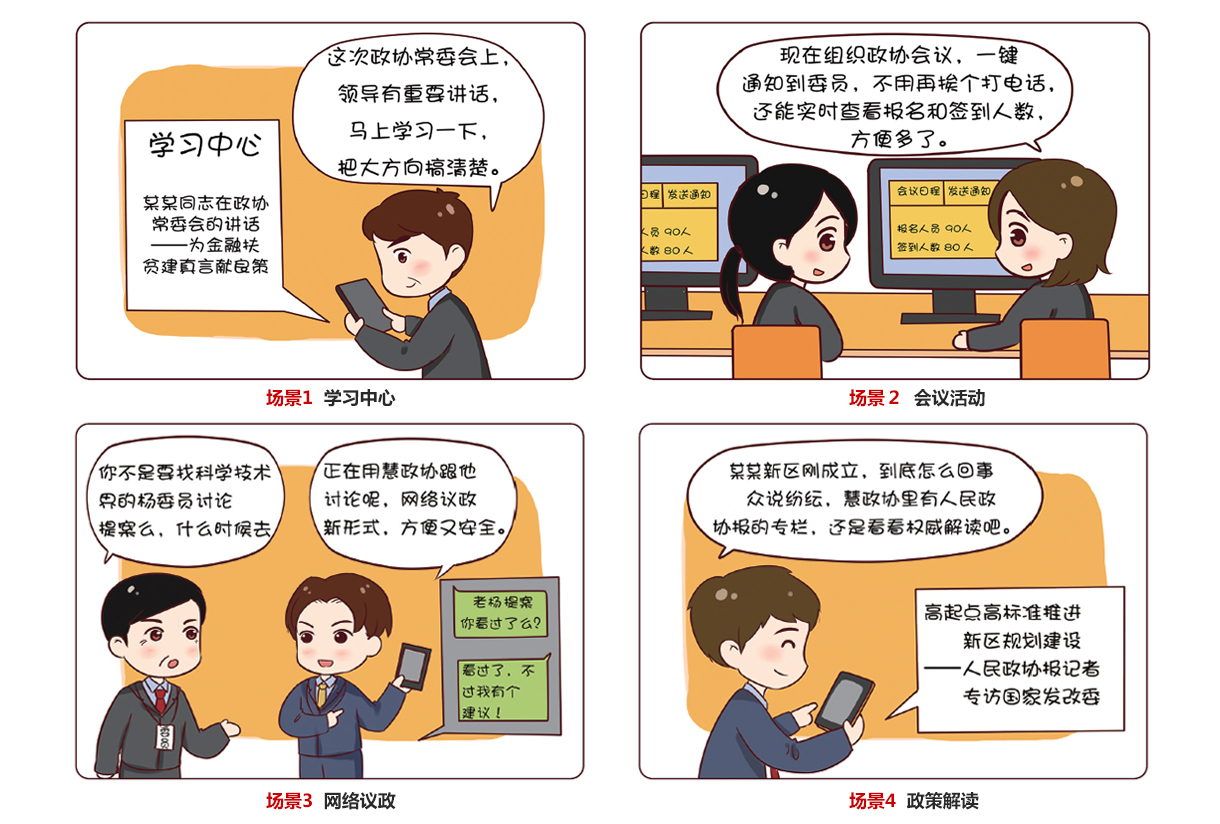 这次政协常委会上，
领导有重要讲话，
马上学习一下，
把大方向搞清楚。
学习中心
某某同志在政协
常委会的讲话
——为金融扶
贫建真言献良策
场景1 学习中心
现在组织政协会议，一键
通知到委员，不用再挨个打电话，
还能实时查看报名和签到人数，
方便多了。
日程 发送通知
人员 90人
人数 80人
会议日程 发送通知
报名人员 90人
签到人数 80人
场景2 会议活动
你不是要找科学技术
界的杨委员讨论
提案么，什么时候去
正在用慧政协跟他
讨论呢，网络议政
新形式，方便又安全。
老杨提案
你看过了么?
看过了，不
过我有个
建议！
场景3 网络议政
某某新区刚成立，到底怎么回事
众说纷纭，慧政协里有人民政
协报的专栏，还是看看权威解读吧。
高起点高标准推进
新区规划建设
——人民政协报记者
专访国家发改委
场景4 政策解读